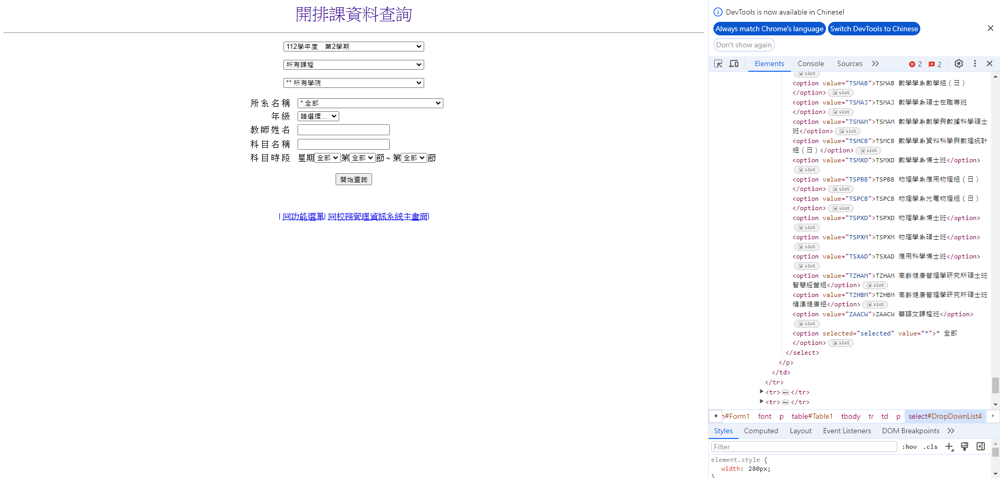 開排課資料查詢
112學年度　第2學期
所有課程
** 所有學院
所系名稱 * 全部
年級 請選擇...
教師姓名
科目名稱
科目時段 星期全部第全部節~第全部節
開始查詢
| 回功能選單| 回校務管理資訊系統主畫面|
DevTools is now available in Chinese!
Always match Chrome's language Switch DevTools to Chinese
Don't show again
Elements Console Sources 2 2
slot
<option value="TSMAB">TSMAB 數學學系數學組(日)
</option> slot
<option value="TSMAJ">TSMAJ 數學學系碩士在職專班
</option> slot
<option value="TSMAM">TSMAM 數學學系數學與數據科學碩士
班</option> slot
<option value="TSMCB">TSMCB 數學學系資料科學與數理統計
組(日)</option> slot
<option value="TSMXD">TSMXD 數學學系博士班</option>
slot
<option value="TSPBB">TSPBB 物理學系應用物理組(日)
</option> slot
<option value="TSPCB">TSPCB 物理學系光電物理組(日)
</option> slot
<option value="TSPXD">TSPXD 物理學系博士班</option>
slot
<option value="TSPXM">TSPXM 物理學系碩士班</option>
slot
<option value="TSXAD">TSXAD 應用科學博士班</option>
slot
<option value="TZHAM">TZHAM 高齡健康管理學研究所碩士班
智慧經營組</option> slot
<option value="TZHBM">TZHBM 高齡健康管理學研究所碩士班
精準健康組</option> slot
<option value="ZAACW">ZAACW 華語文課程班</option>
slot
<option selected="selected" value="*">* 全部
</option> slot
</select>
</p>
</td>
</tr>
<tr> … </tr>
<tr> … </tr>
#Form1 font p table#Table1 tbody tr td p select#DropDownList4
Styles Computed Layout Event Listeners DOM Breakpoints
Filter :hov .cls
element.style {
width: 280px;
}